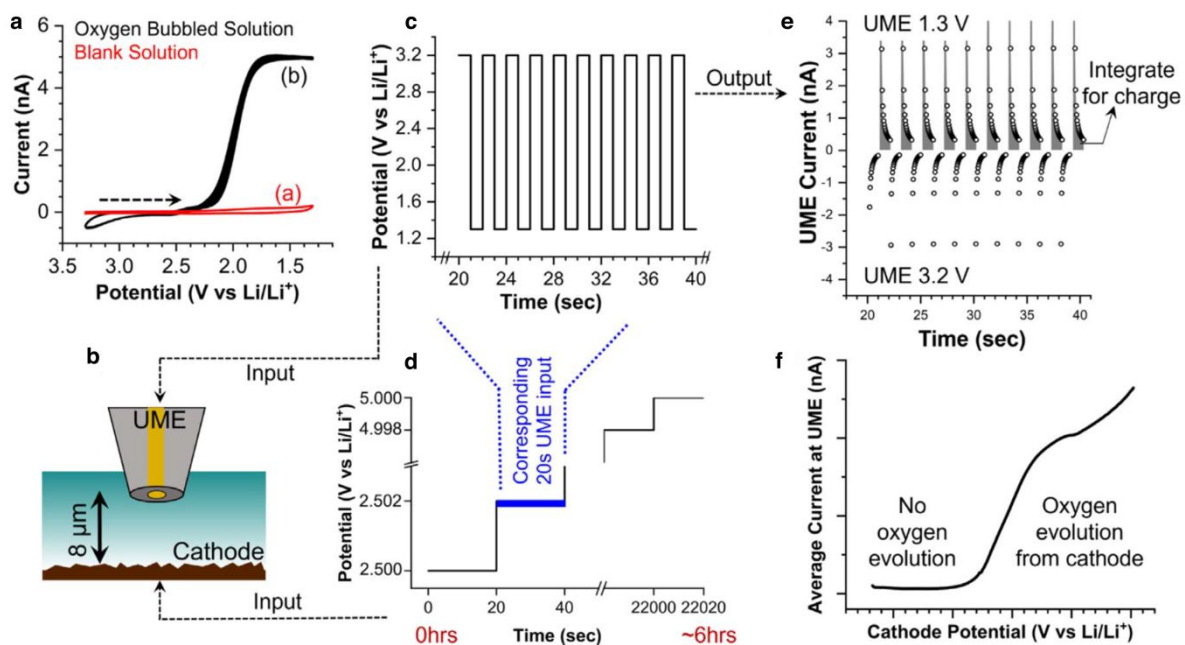 a
Oxygen Bubbled Solution
Blank Solution
(b)
(a)
Current (nA)
6
4
2
0
3.5 3.0 2.5 2.0 1.5
Potential (V vs Li/Li⁺)
b
Input
UME
8 µm
Cathode
Input
c
Potential (V vs Li/Li⁺)
3.6
3.2
2.8
2.4
2.0
1.6
1.2
20 24 28 32 36 40
Time (sec)
Output
d
Corresponding
20s UME input
Potential (V vs Li/Li⁺)
5.000
4.998
2.502
2.500
0 20 40 22000 22020
0hrs Time (sec) ~6hrs
e
UME 1.3 V
Integrate
for charge
UME Current (nA)
4
3
2
1
0
-1
-2
-3
-4
UME 3.2 V
20 25 30 35 40
Time (sec)
f
Average Current at UME (nA)
No
oxygen
evolution
Oxygen
evolution
from cathode
Cathode Potential (V vs Li/Li⁺)